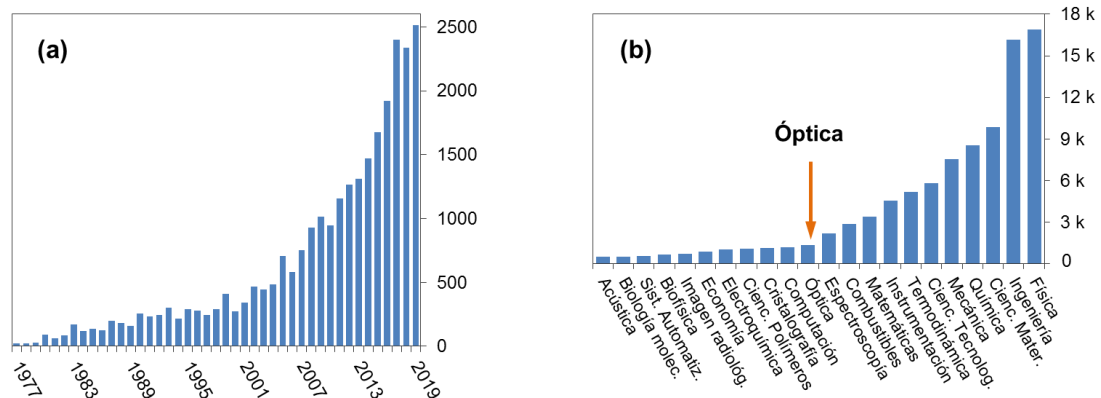 (a)
2500
2000
1500
1000
500
0
1977
1983
1989
1995
2001
2007
2013
2019
(b)
Óptica
18 k
15 k
12 k
9 k
6 k
3 k
0
Acústica
Biología molec.
Sist. Automatiz.
Biofísica
Imagen radiológ.
Economía
Electroquímica
Cienc. Polímeros
Cristalografía
Computación
Óptica
Espectroscopía
Combustibles
Matemáticas
Instrumentación
Termodinámica
Cienc. Tecnolog.
Mecánica
Química
Cienc. Mater.
Ingeniería
Física